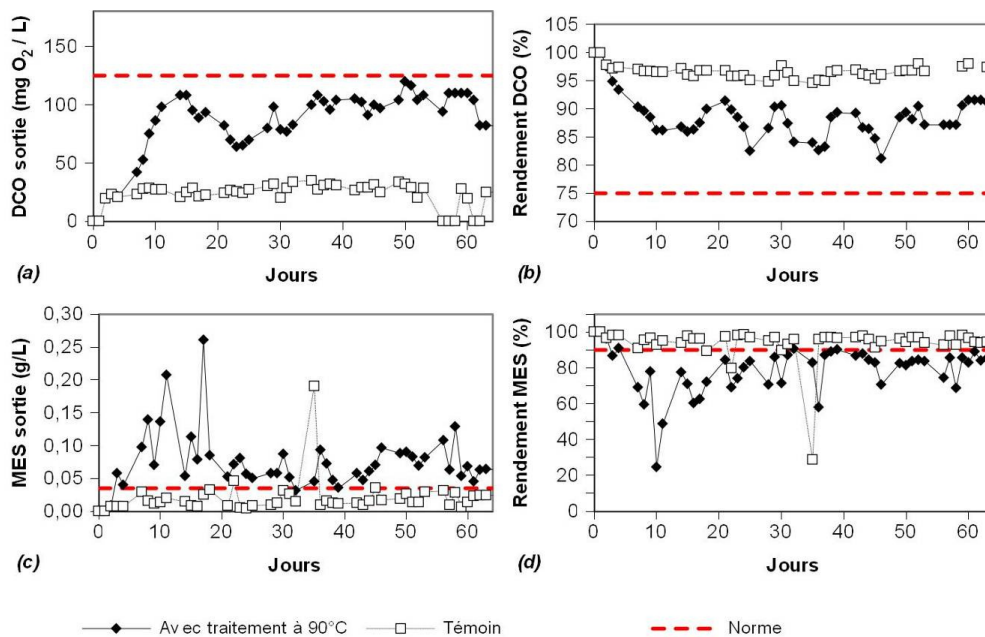 DCO sortie (mg O2 / L)
150
100
50
0
0 10 20 30 40 50 60
(a) Jours
Rendement DCO (%)
105
100
95
90
85
80
75
70
0 10 20 30 40 50 60
(b) Jours
MES sortie (g/L)
0,30
0,25
0,20
0,15
0,10
0,05
0,00
0 10 20 30 40 50 60
(c) Jours
Rendement MES (%)
100
80
60
40
20
0
0 10 20 30 40 50 60
(d) Jours
Avec traitement à 90°C Témoin Norme